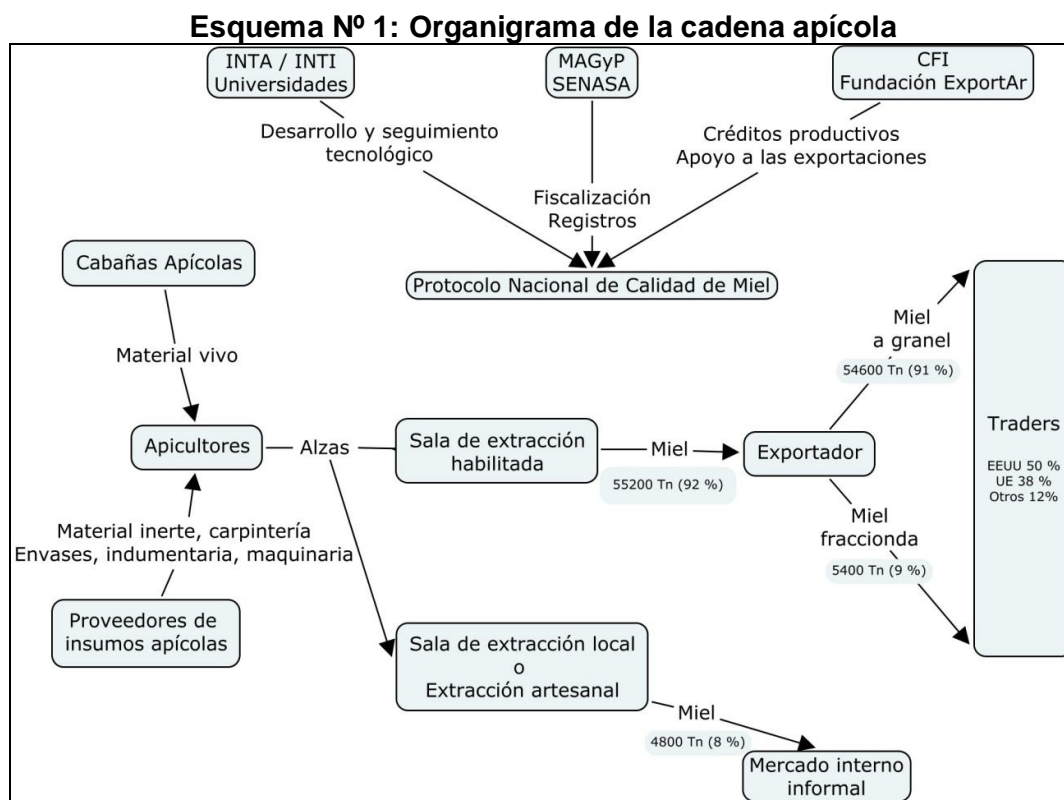 Esquema Nº 1: Organigrama de la cadena apícola
INTA / INTI
Universidades
MAGyP
SENASA
CFI
Fundación ExportAr
Desarrollo y seguimiento
tecnológico
Créditos productivos
Apoyo a las exportaciones
Fiscalización
Registros
Protocolo Nacional de Calidad de Miel
Cabañas Apícolas
Material vivo
Apicultores
Alzas
Sala de extracción
habilitada
Miel
55200 Tn (92 %)
Exportador
Miel
a granel
54600 Tn (91 %)
Traders
EEUU 50 %
UE 38 %
Otros 12%
Miel
fraccionda
5400 Tn (9 %)
Material inerte, carpintería
Envases, indumentaria, maquinaria
Proveedores de
insumos apícolas
Sala de extracción local
o
Extracción artesanal
Miel
4800 Tn (8 %)
Mercado interno
informal